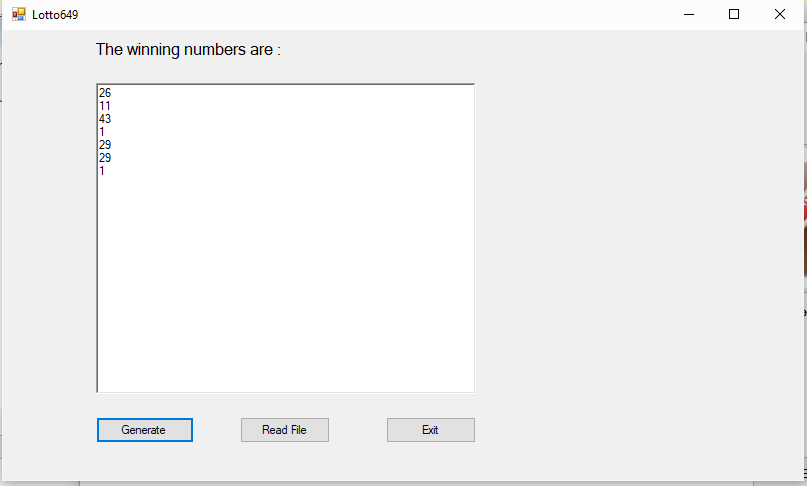 Lotto649
The winning numbers are :
26
11
43
1
29
29
1
Generate
Read File
Exit